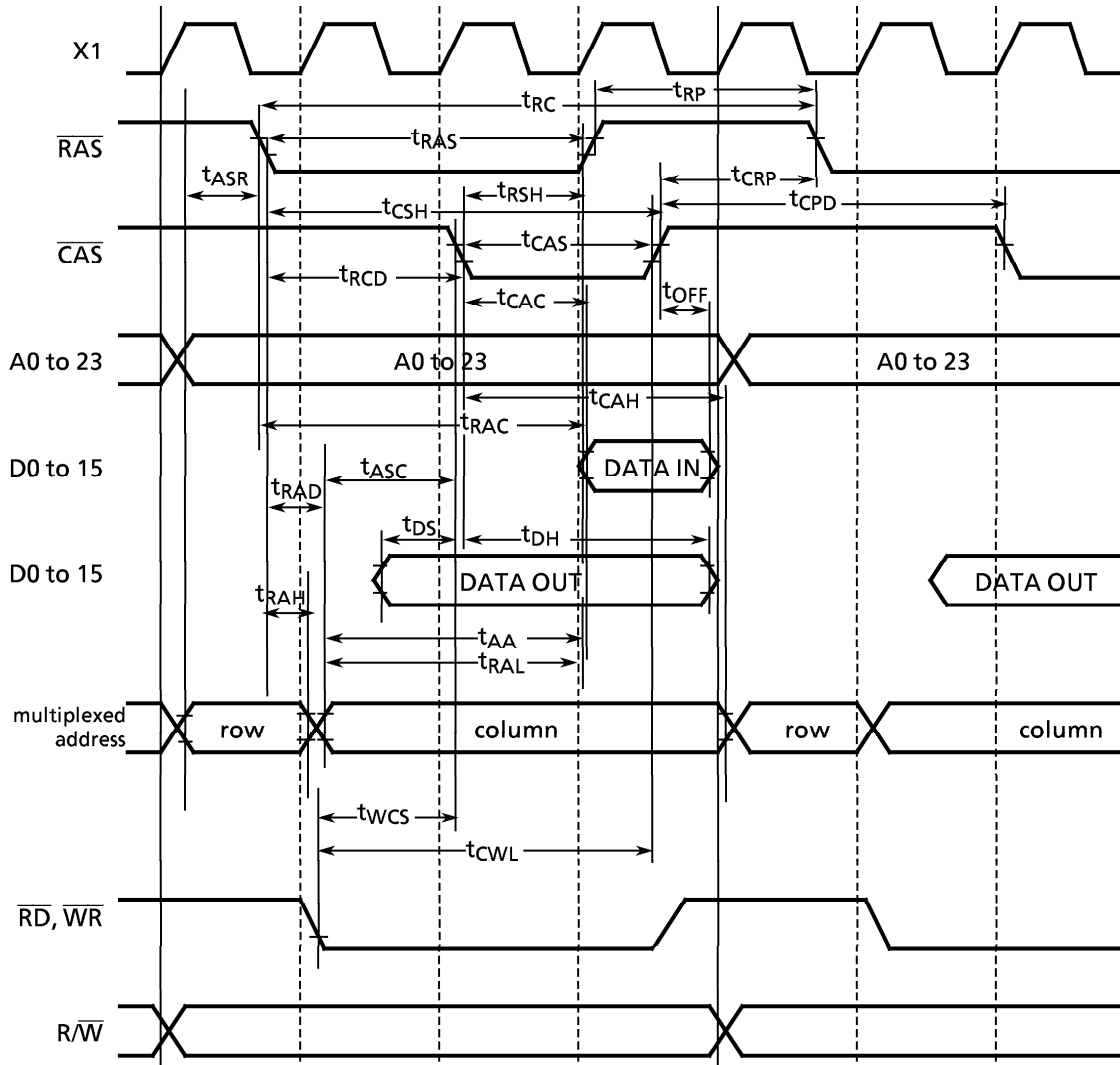 X1
tRC
tRP
RAS
tRAS
tASR
tRSH
tCRP
tCSH
tCPD
CAS
tCAS
tRCD
tCAC
tOFF
A0 to 23
A0 to 23
A0 to 23
tCAH
tRAC
D0 to 15
DATA IN
tASC
tRAD
tDS
tDH
D0 to 15
DATA OUT
DATA OUT
tRAH
tAA
tRAL
multiplexed
address
row
column
row
column
tWCS
tCWL
RD, WR
R/W